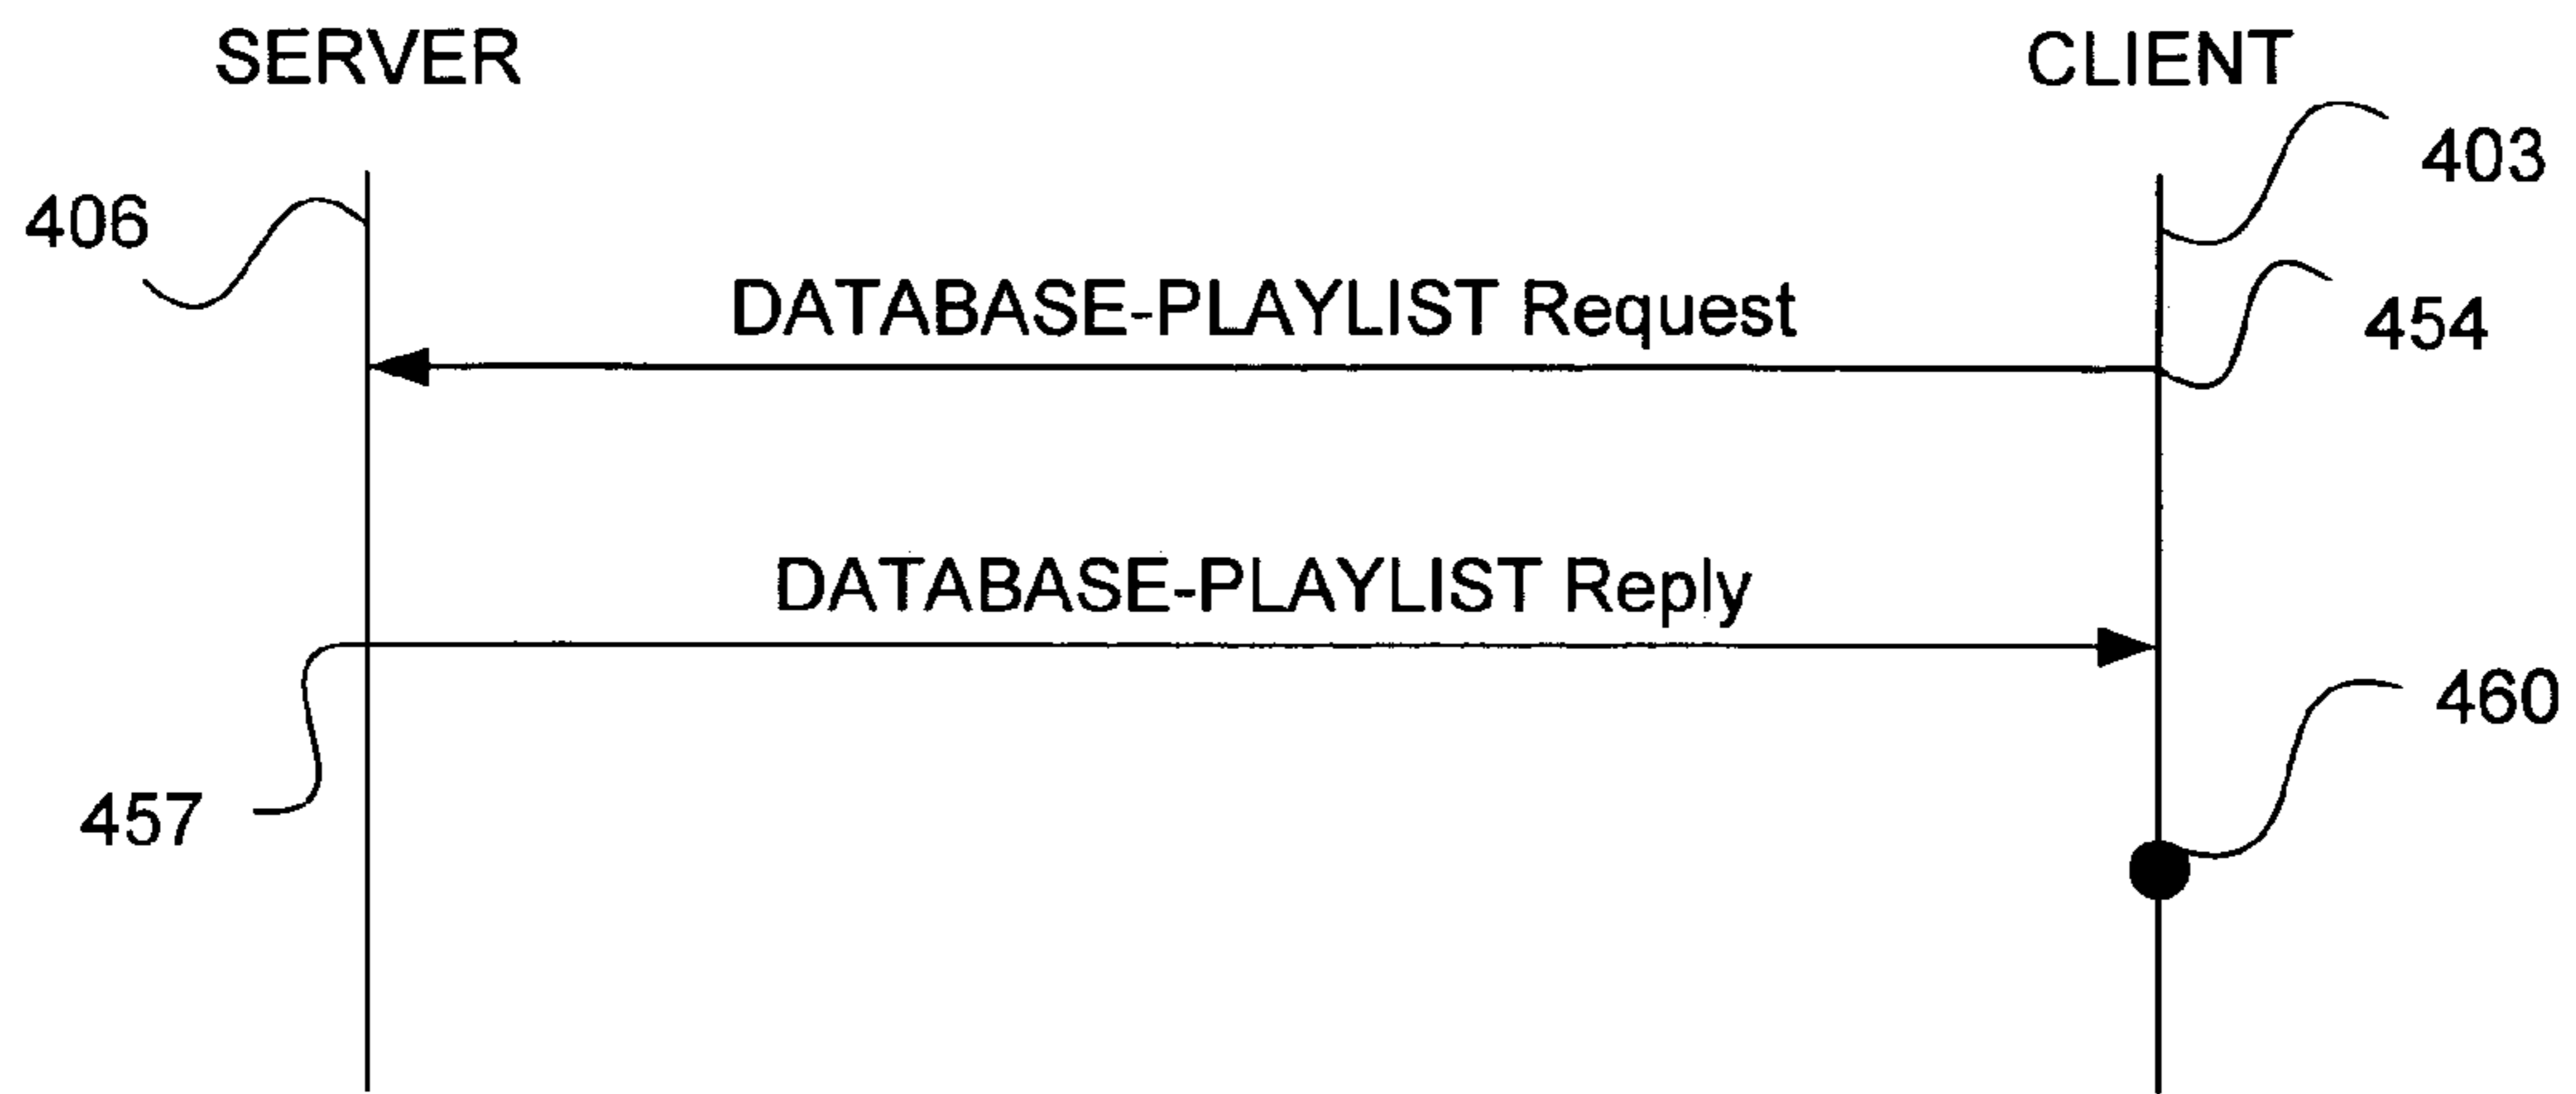 SERVER
CLIENT
403
406
DATABASE-PLAYLIST Request
454
DATABASE-PLAYLIST Reply
460
457